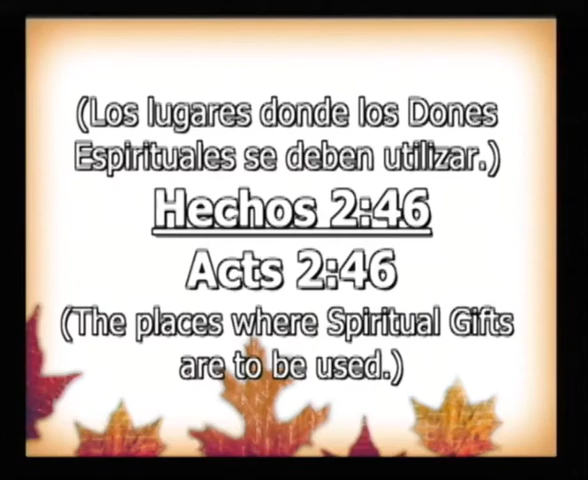 (Los lugares donde los Dones
Espirituales se deben utilizar.)
Hechos 2:46
Acts 2:46
(The places where Spiritual Gifts
are to be used.)